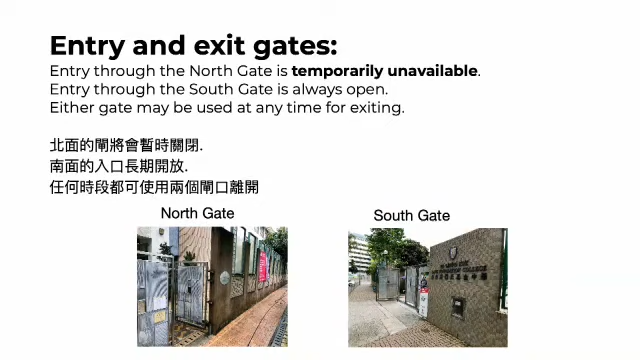 Entry and exit gates:
Entry through the North Gate is temporarily unavailable.
Entry through the South Gate is always open.
Either gate may be used at any time for exiting.
北面的閘將會暫時關閉.
南面的入口長期開放.
任何時段都可使用兩個閘口離開
North Gate
South Gate
COLLEGE